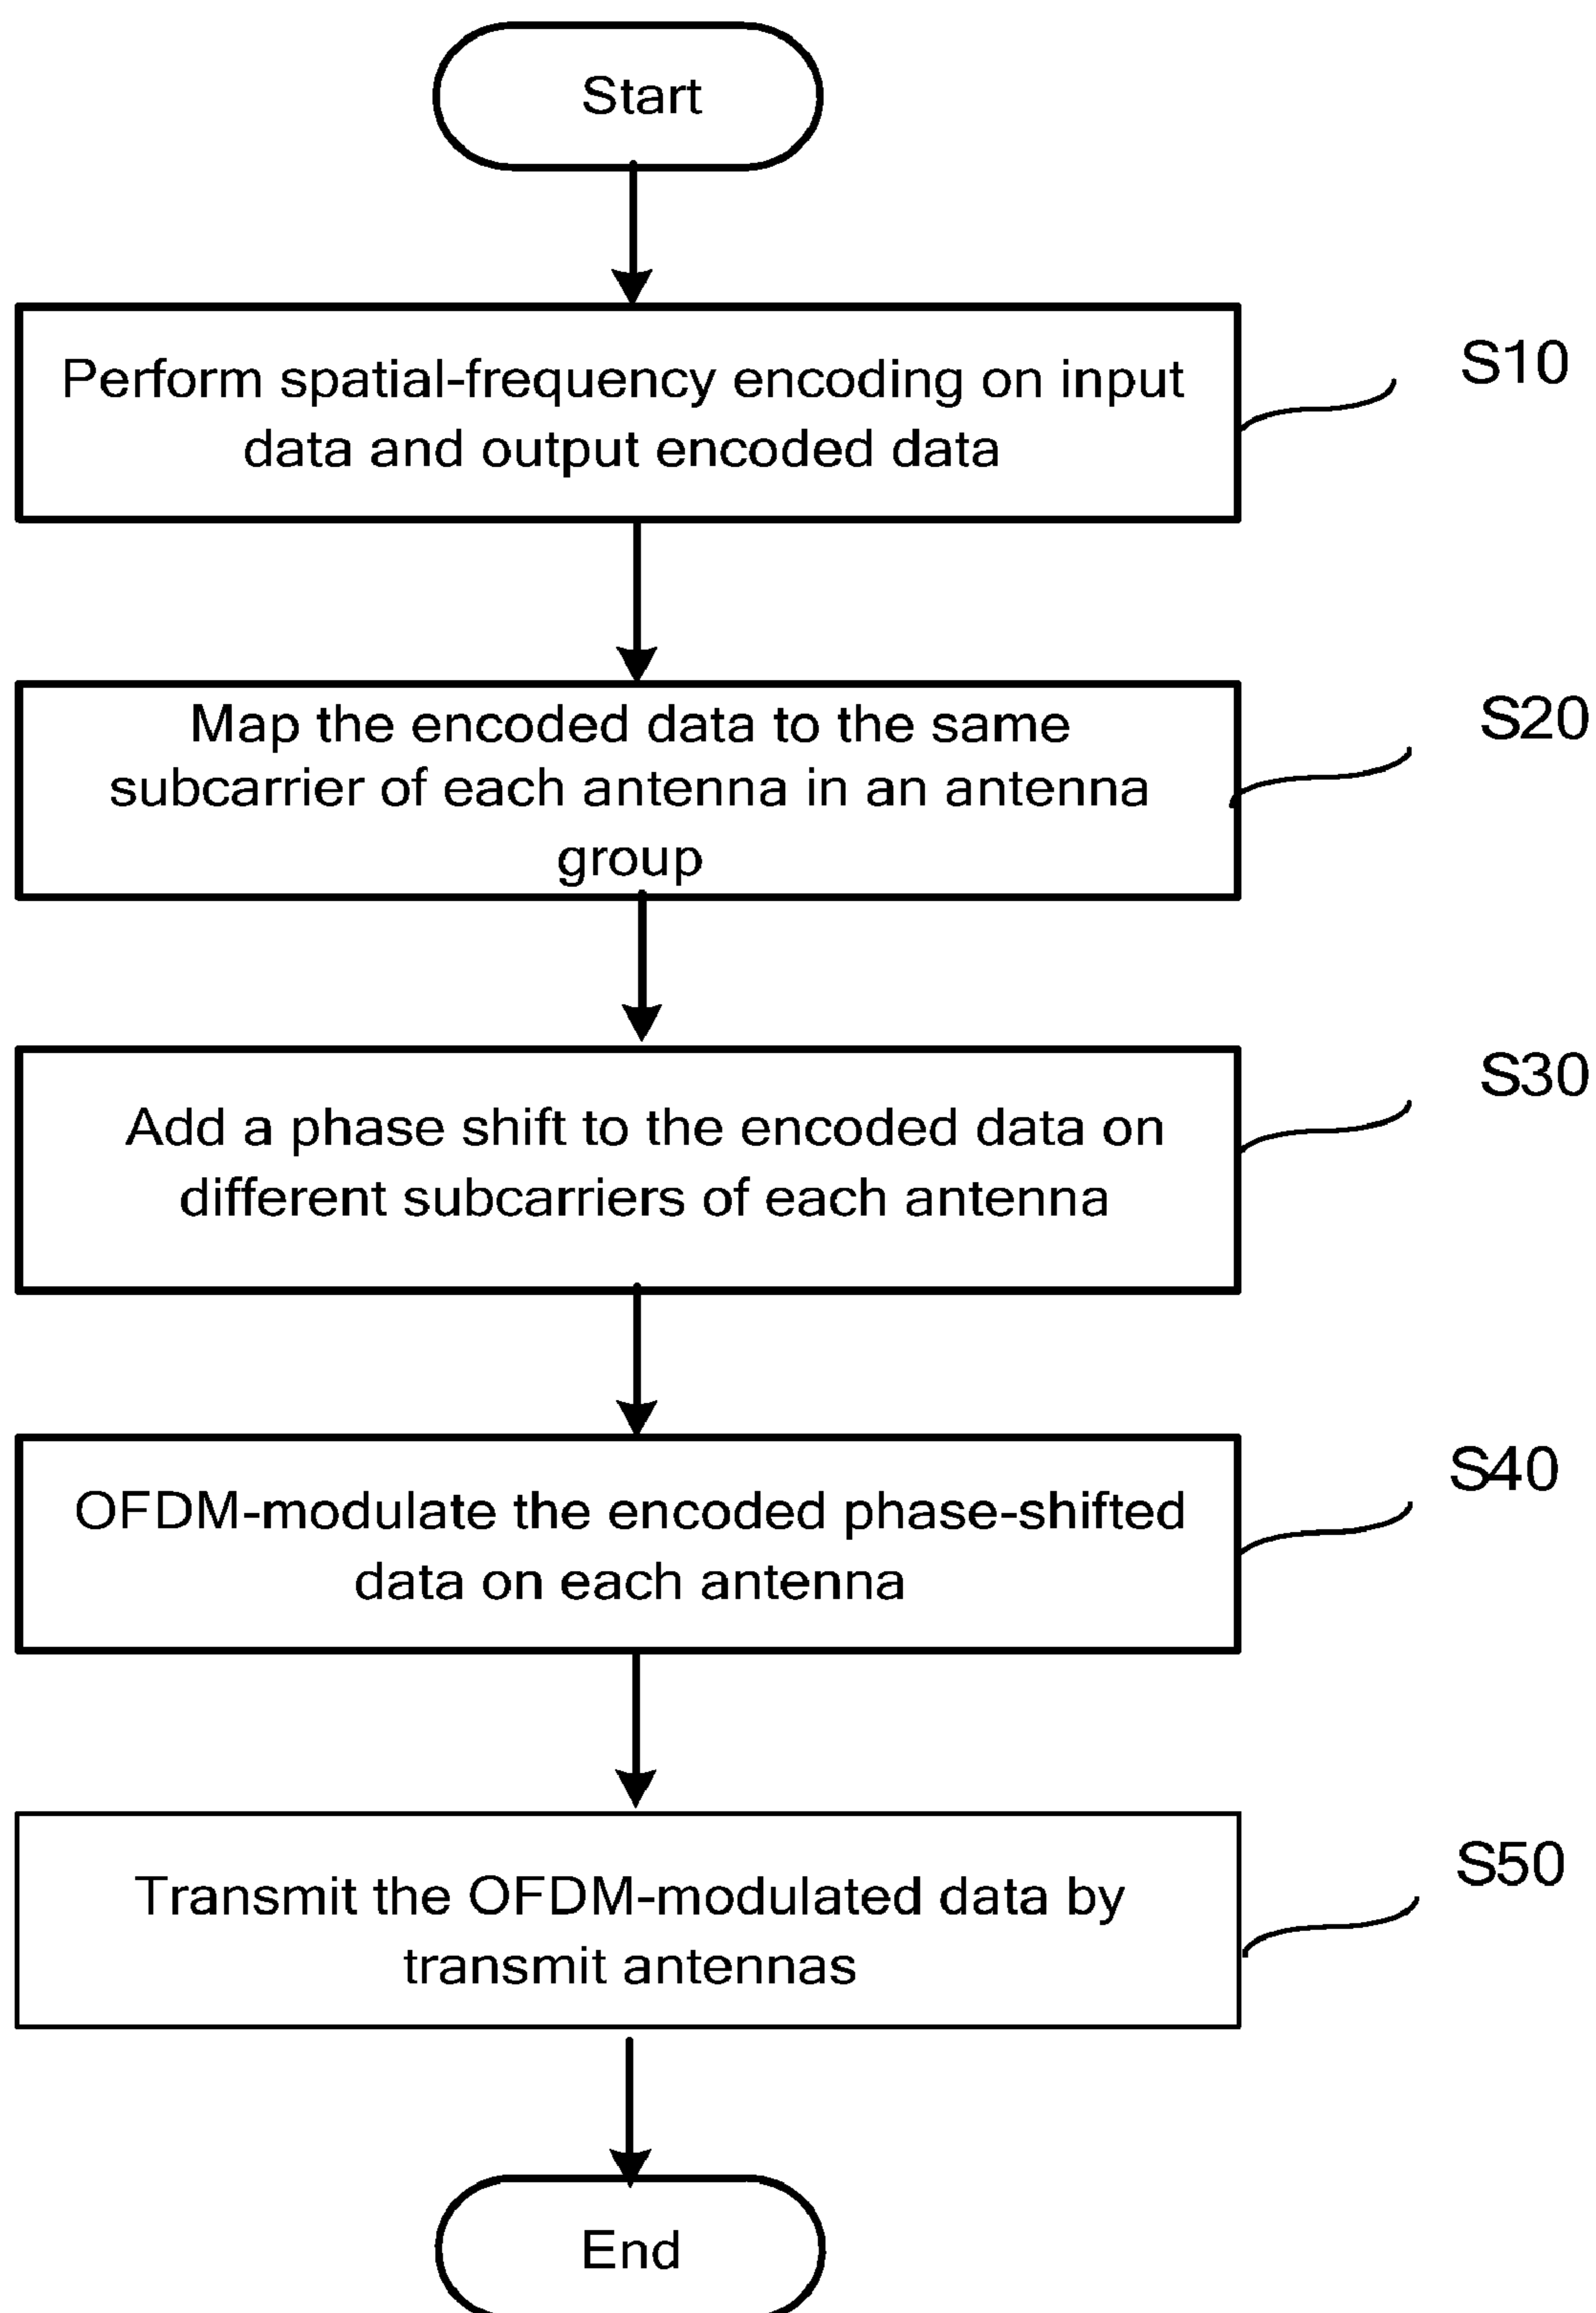 Start
Perform spatial-frequency encoding on input
data and output encoded data
S10
Map the encoded data to the same
subcarrier of each antenna in an antenna
group
S20
Add a phase shift to the encoded data on
different subcarriers of each antenna
S30
OFDM-modulate the encoded phase-shifted
data on each antenna
S40
Transmit the OFDM-modulated data by
transmit antennas
S50
End